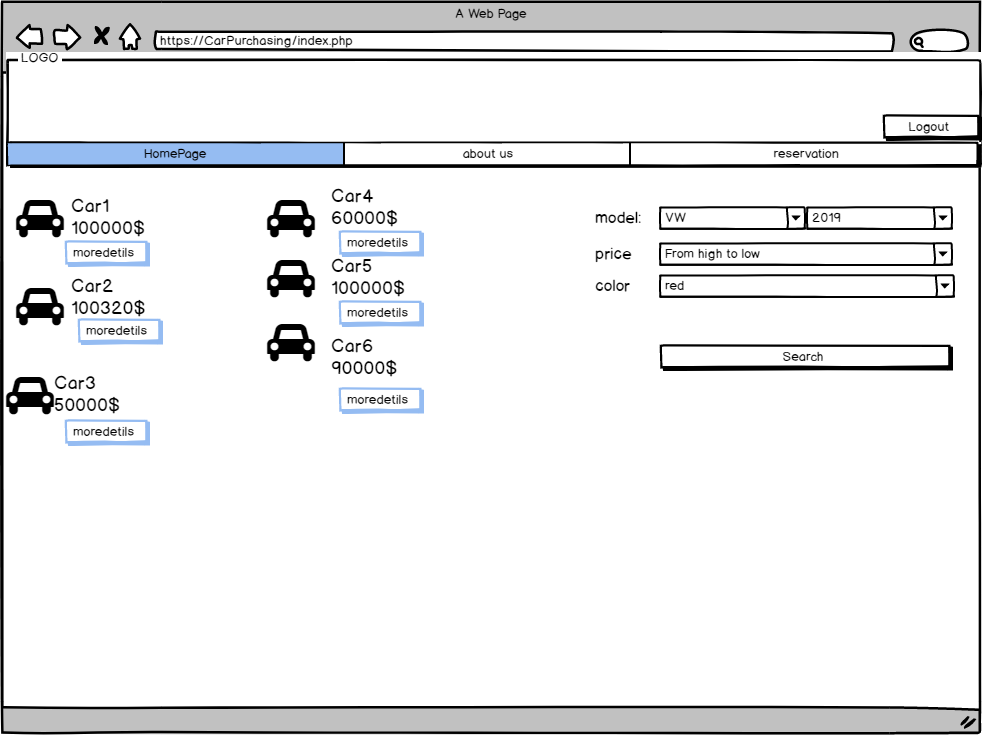 A Web Page
https://CarPurchasing/index.php
LOGO
Logout
HomePage
about us
reservation
Car1
100000$
moredetils
Car2
100320$
moredetils
Car3
50000$
moredetils
Car4
60000$
moredetils
Car5
100000$
moredetils
Car6
90000$
moredetils
model: VW 2019
price From high to low
color red
Search